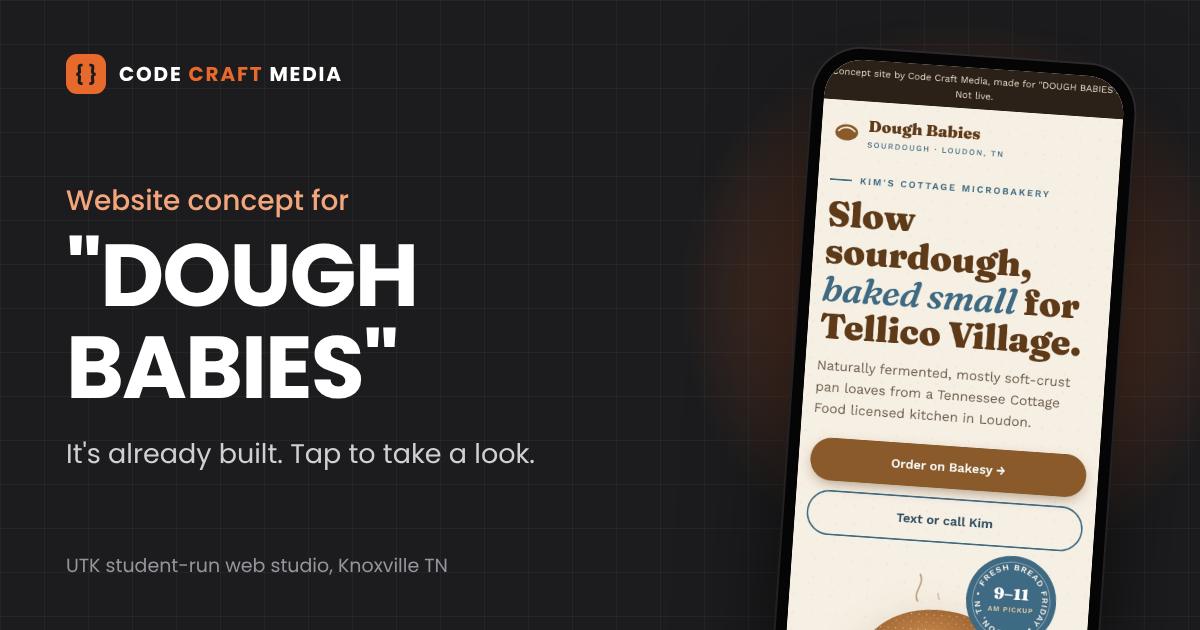 { } CODE CRAFT MEDIA
Website concept for
"DOUGH
BABIES"
It's already built. Tap to take a look.
UTK student-run web studio, Knoxville TN
Concept site by Code Craft Media, made for "DOUGH BABIES
Not live.
Dough Babies
SOURDOUGH · LOUDON, TN
KIM'S COTTAGE MICROBAKERY
Slow
sourdough,
baked small for
Tellico Village.
Naturally fermented, mostly soft-crust
pan loaves from a Tennessee Cottage
Food licensed kitchen in Loudon.
Order on Bakesy →
Text or call Kim
FRESH BREAD FRIDAY
9–11
AM PICKUP